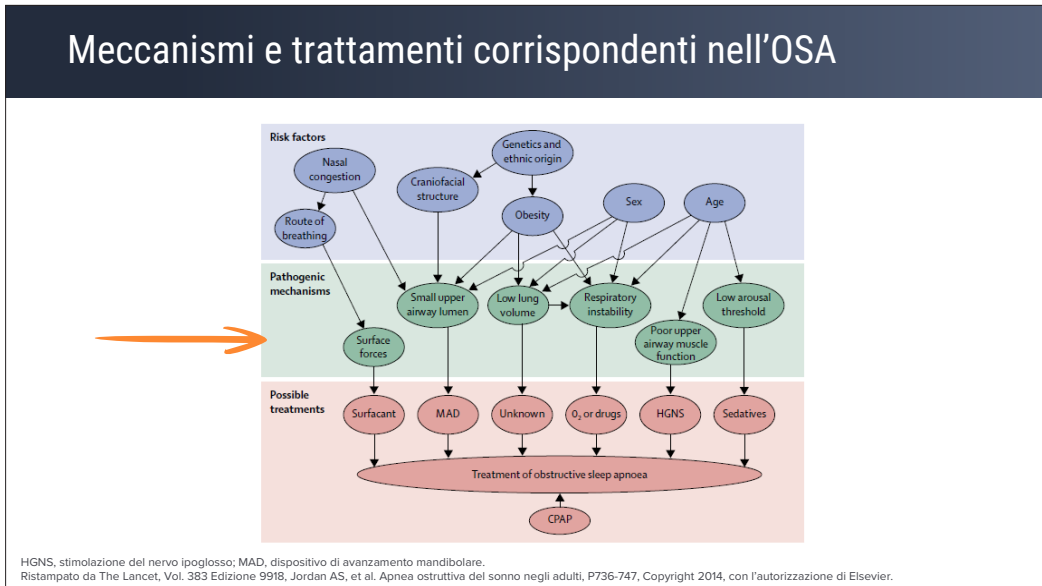 Meccanismi e trattamenti corrispondenti nell'OSA
Risk factors
Genetics and
ethnic origin
Nasal
congestion
Craniofacial
structure
Sex
Age
Obesity
Route of
breathing
Pathogenic
mechanisms
Small upper
airway lumen
Low lung
volume
Respiratory
instability
Low arousal
threshold
Surface
forces
Poor upper
airway muscle
function
Possible
treatments
Surfacant
MAD
Unknown
O₂ or drugs
HGNS
Sedatives
Treatment of obstructive sleep apnoea
CPAP
HGNS, stimolazione del nervo ipoglosso; MAD, dispositivo di avanzamento mandibolare.
Ristampato da The Lancet, Vol. 383 Edizione 9918, Jordan AS, et al. Apnea ostruttiva del sonno negli adulti, P736-747, Copyright 2014, con l'autorizzazione di Elsevier.